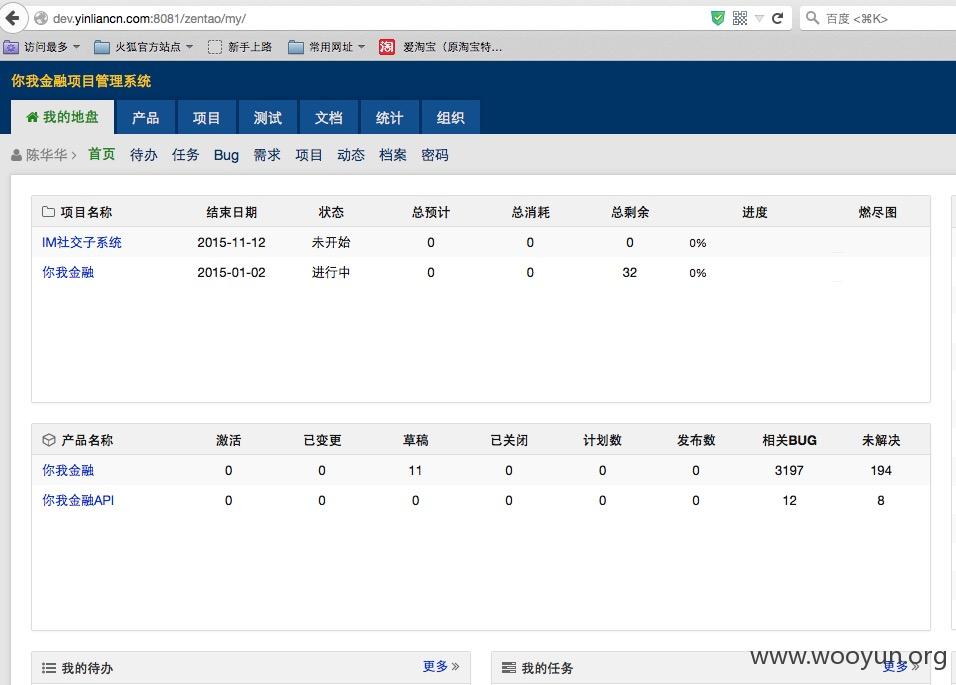 dev.yinliancn.com:8081/zentao/my/ 百度 <⌘K>
访问最多 火狐官方站点 新手上路 常用网址 淘 爱淘宝（原淘宝特...
你我金融项目管理系统
我的地盘 产品 项目 测试 文档 统计 组织
陈华华 > 首页 待办 任务 Bug 需求 项目 动态 档案 密码
项目名称 结束日期 状态 总预计 总消耗 总剩余 进度 燃尽图
IM社交子系统 2015-11-12 未开始 0 0 0 0%
你我金融 2015-01-02 进行中 0 0 32 0%
产品名称 激活 已变更 草稿 已关闭 计划数 发布数 相关BUG 未解决
你我金融 0 0 11 0 0 0 3197 194
你我金融API 0 0 0 0 0 0 12 8
我的待办 更多 » 我的任务 更多 »
www.wooyun.org